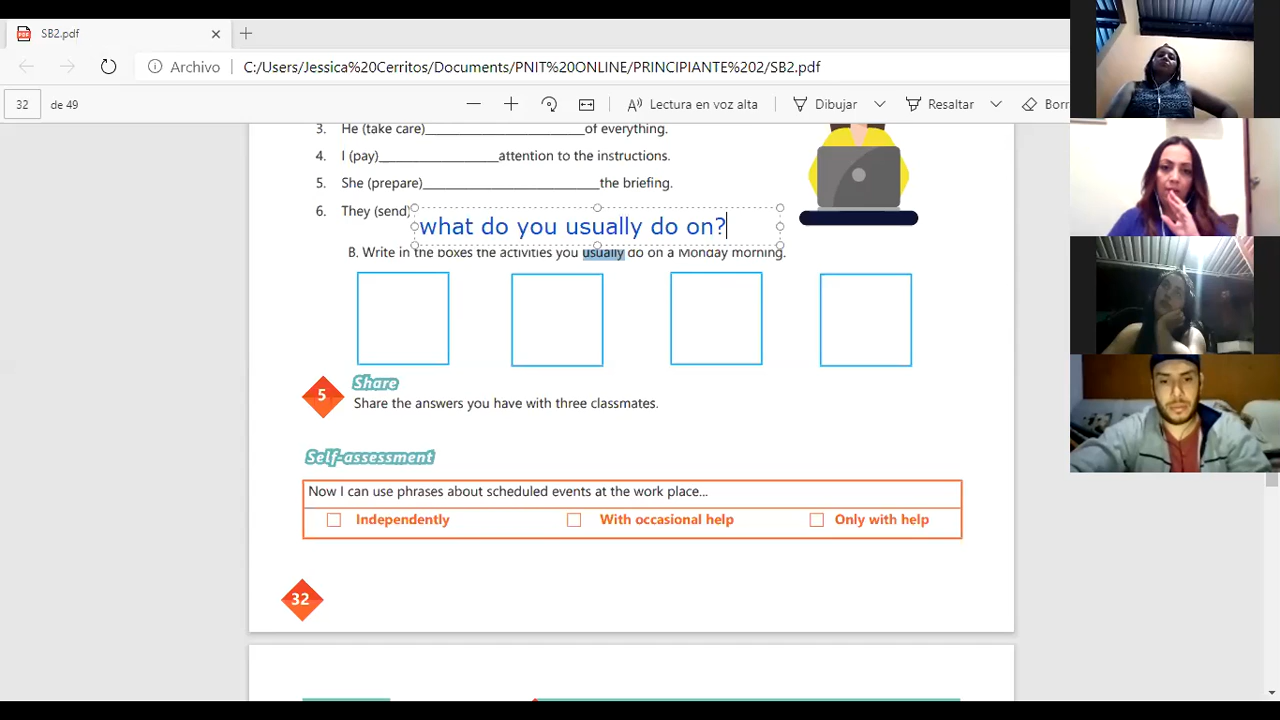 SB2.pdf
Archivo C:/Users/Jessica%20Cerritos/Documents/PNIT%20ONLINE/PRINCIPIANTE%202/SB2.pdf
32 de 49 Lectura en voz alta Dibujar Resaltar Borr
3. He (take care)____________________________of everything.
4. I (pay)_____________________attention to the instructions.
5. She (prepare)_______________________________the briefing.
6. They (send)
what do you usually do on?
B. Write in the boxes the activities you usually do on a Monday morning.
5 Share
Share the answers you have with three classmates.
Self-assessment
Now I can use phrases about scheduled events at the work place...
Independently With occasional help Only with help
32